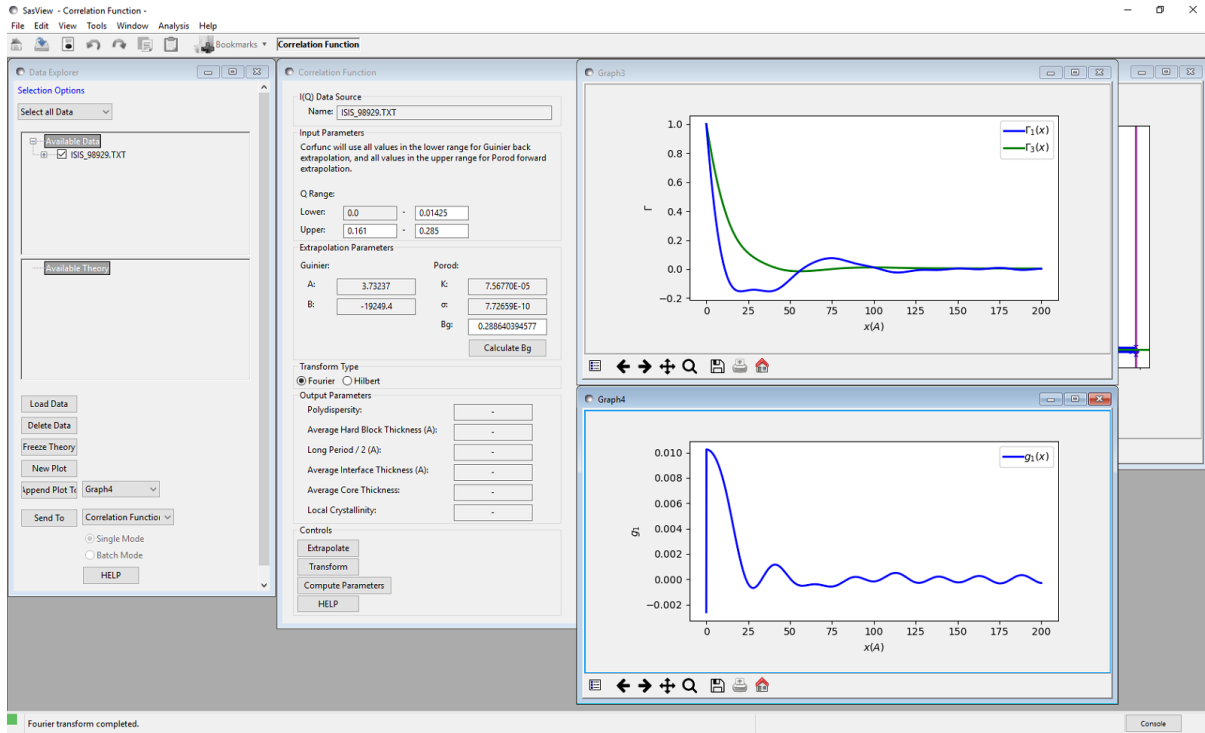 SasView - Correlation Function -
File Edit View Tools Window Analysis Help
Bookmarks Correlation Function
Data Explorer
Selection Options
Select all Data
Available Data
ISIS_98929.TXT
Available Theory
Load Data
Delete Data
Freeze Theory
New Plot
Append Plot To Graph4
Send To Correlation Function
Single Mode
Batch Mode
HELP
Correlation Function
I(Q) Data Source
Name: ISIS_98929.TXT
Input Parameters
Corfunc will use all values in the lower range for Guinier back
extrapolation, and all values in the upper range for Porod forward
extrapolation.
Q Range:
Lower: 0.0 - 0.01425
Upper: 0.161 - 0.285
Extrapolation Parameters
Guinier: Porod:
A: 3.73237 K: 7.56770E-05
B: -19249.4 σ: 7.72659E-10
Bg: 0.288640394577
Calculate Bg
Transform Type
Fourier Hilbert
Output Parameters
Polydispersity: -
Average Hard Block Thickness (A): -
Long Period / 2 (A): -
Average Interface Thickness (A): -
Average Core Thickness: -
Local Crystallinity: -
Controls
Extrapolate
Transform
Compute Parameters
HELP
Graph3
Γ₁(x)
Γ₃(x)
1.0
0.8
0.6
0.4
0.2
0.0
−0.2
Γ
0 25 50 75 100 125 150 175 200
x(A)
Graph4
g₁(x)
0.010
0.008
0.006
0.004
0.002
0.000
−0.002
g₁
0 25 50 75 100 125 150 175 200
x(A)
Fourier transform completed.
Console